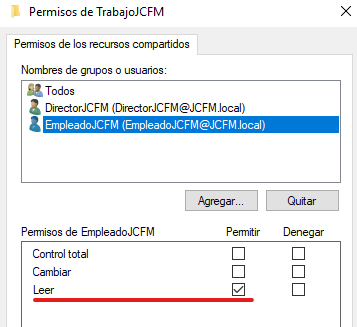 Permisos de TrabajoJCFM
Permisos de los recursos compartidos
Nombres de grupos o usuarios:
Todos
DirectorJCFM (DirectorJCFM@JCFM.local)
EmpleadoJCFM (EmpleadoJCFM@JCFM.local)
Agregar... Quitar
Permisos de EmpleadoJCFM Permitir Denegar
Control total
Cambiar
Leer